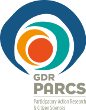 GDR
PARCS
Participatory Action Research
& Citizen Sciences